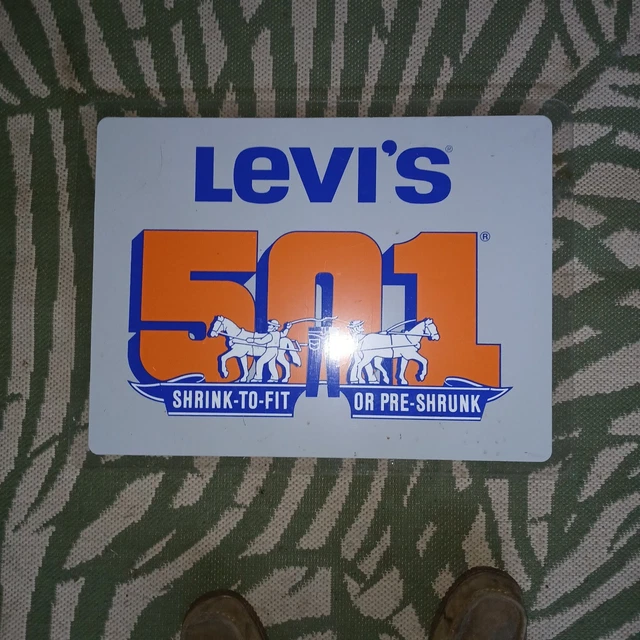 Levi's®
501®
SHRINK-TO-FIT OR PRE-SHRUNK